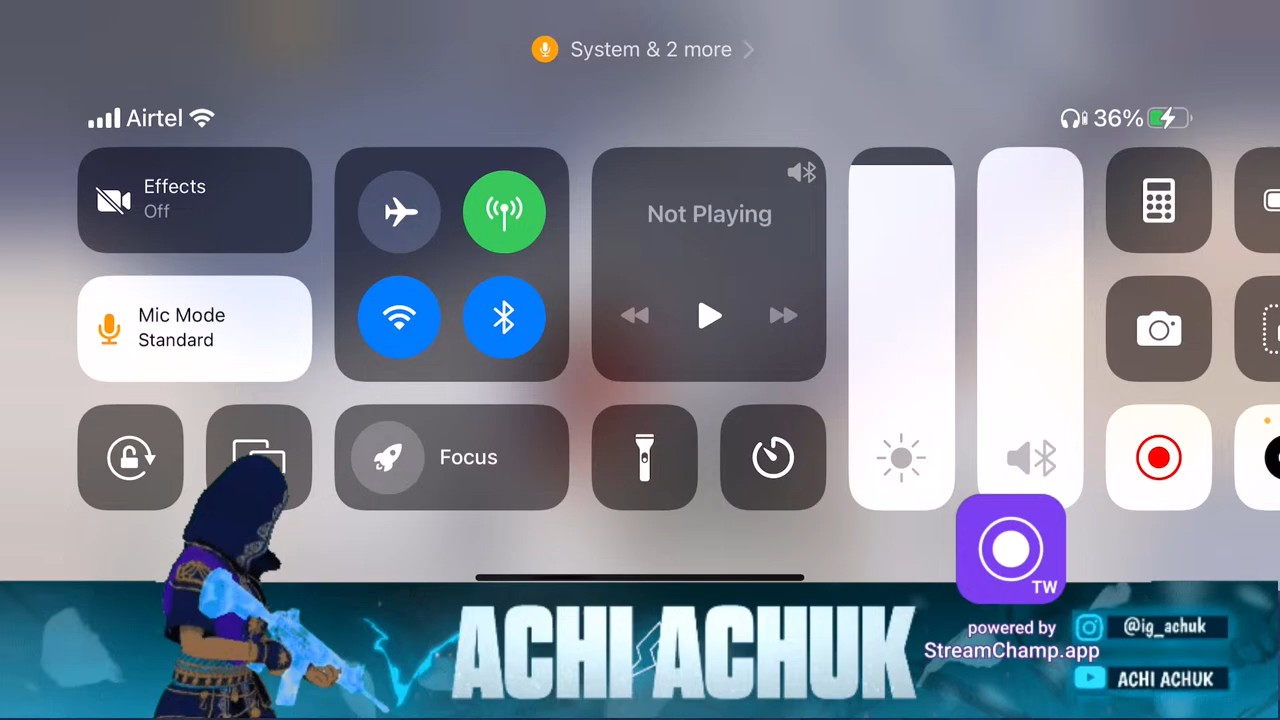 System & 2 more
Airtel
36%
Effects
Off
Not Playing
Mic Mode
Standard
Focus
TW
powered by
StreamChamp.app
ACHI ACHUK
@ig_achuk
ACHI ACHUK